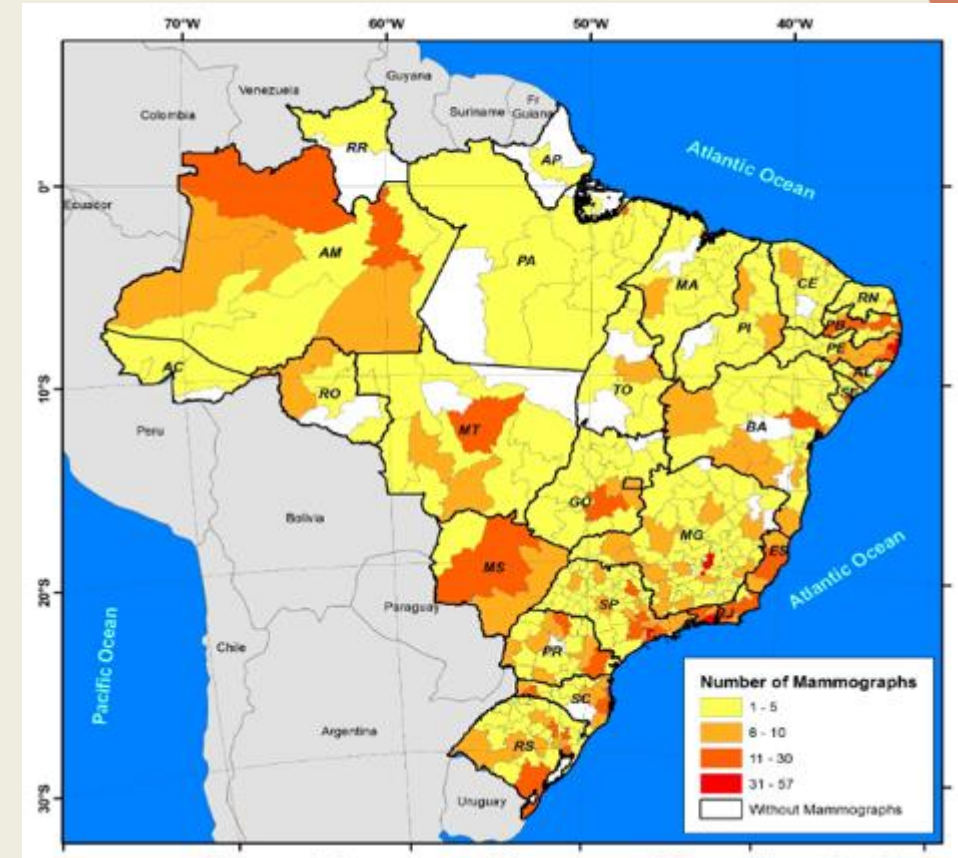 70°W 60°W 50°W 40°W
Guyana
Venezuela
Suriname
Fr
Guiana
Colombia
RR
AP
Atlantic Ocean
0°
Ecuador
AM
PA
MA
CE
RN
PI
PB
PE
AC
AL
SE
10°S
RO
TO
Peru
MT
BA
GO
Bolivia
MG
MS
ES
Atlantic Ocean
20°S
Paraguay
SP
RJ
Pacific Ocean
Chile
PR
SC
Argentina
RS
30°S
Uruguay
Number of Mammographs
1 - 5
6 - 10
11 - 30
31 - 57
Without Mammographs